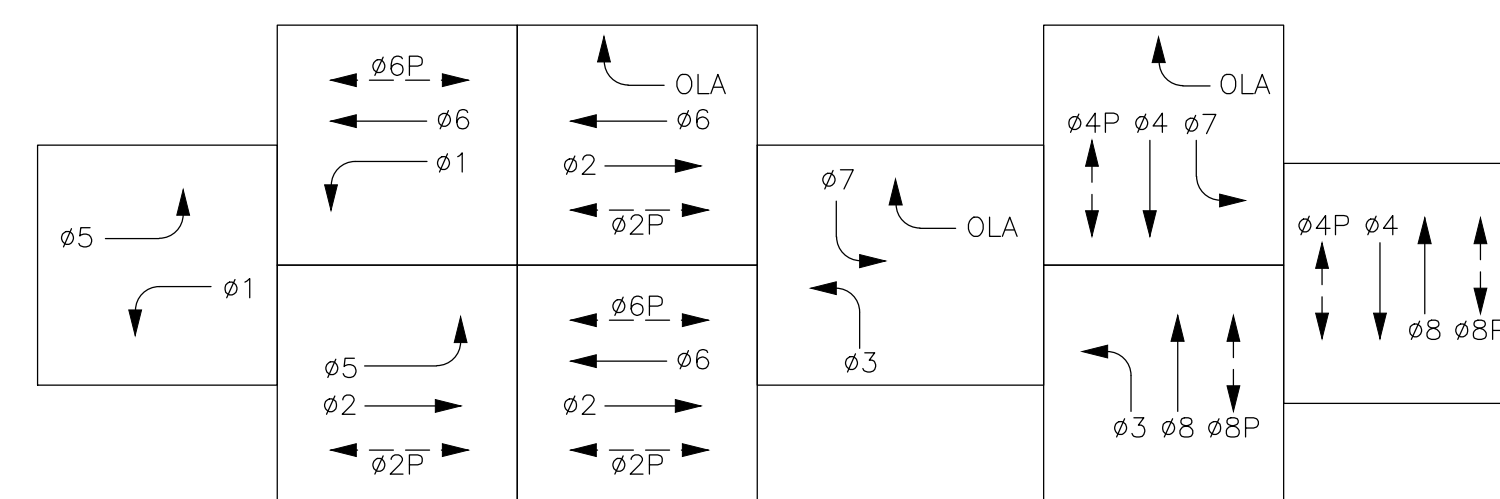 ø5
ø1
ø6P
ø6
ø1
ø5
ø2
ø2P
OLA
ø6
ø2
ø2P
ø6P
ø6
ø2
ø2P
ø7
OLA
ø3
OLA
ø4P ø4 ø7
ø3 ø8 ø8P
ø4P ø4
ø8 ø8P